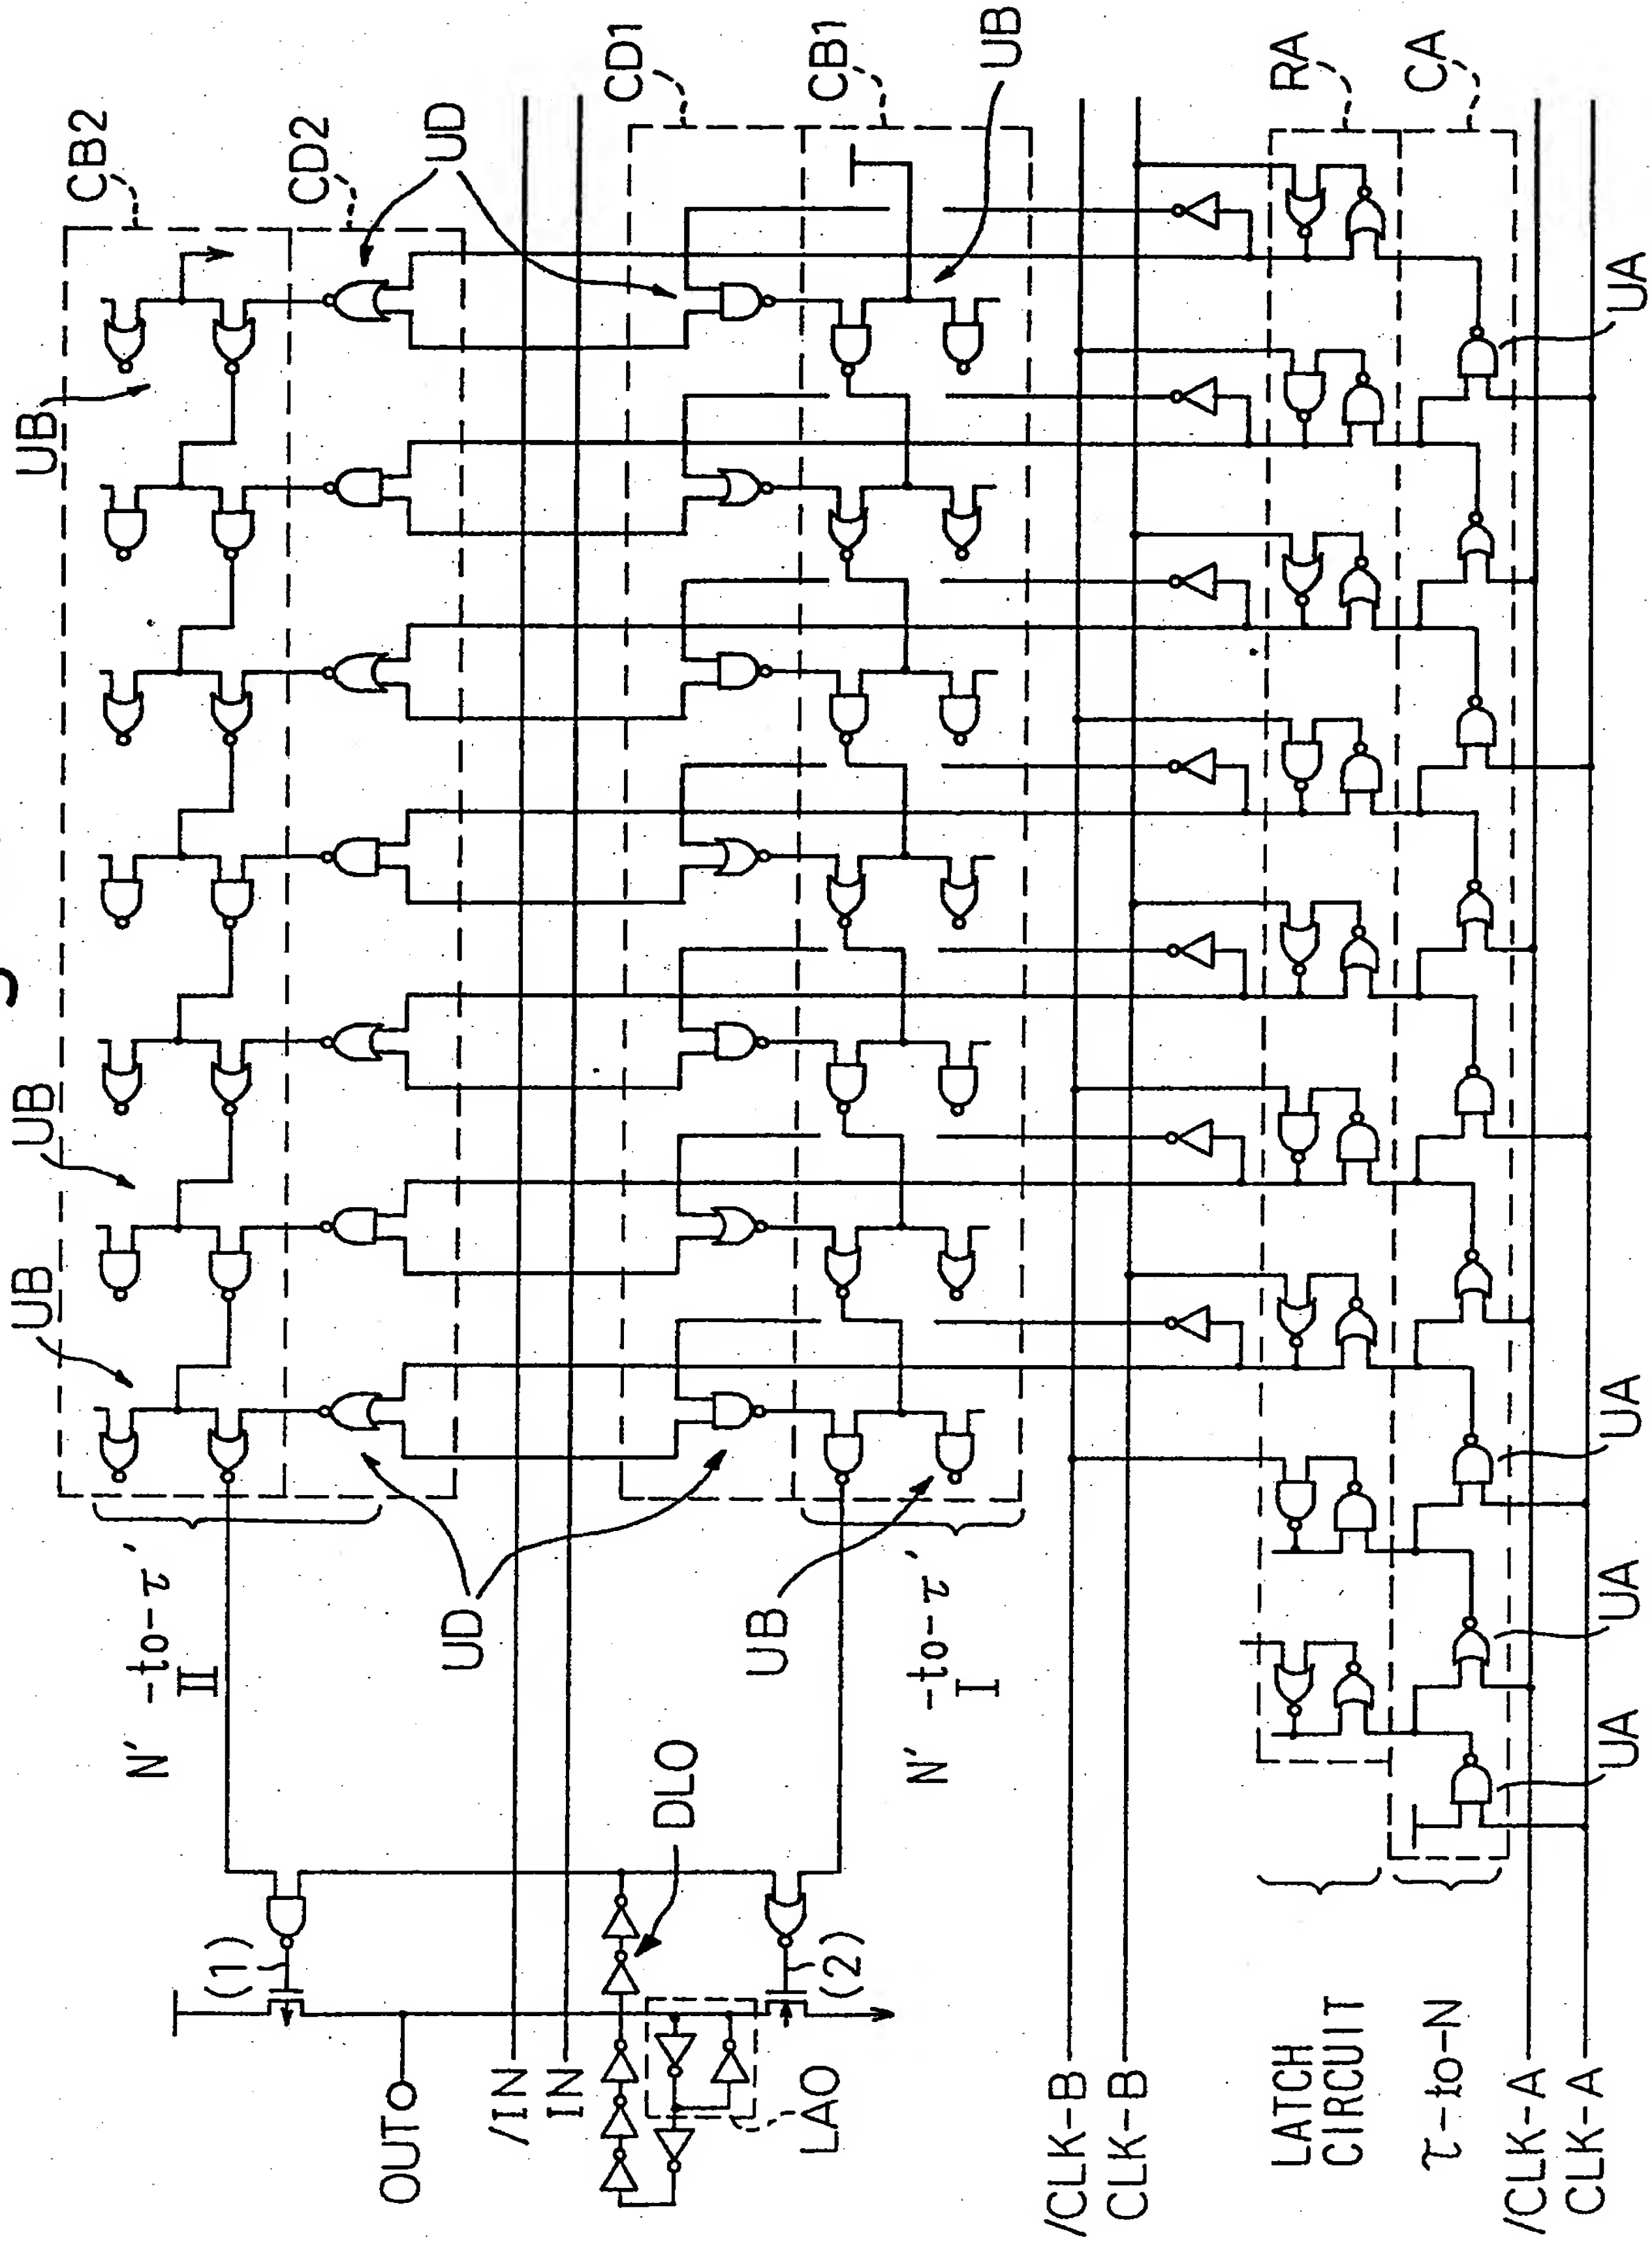 CB2
CD2
UD
CD1
CB1
UB
RA
CA
UA
UB
UB
UB
N' -to-τ'
II
UD
UB
N' -to-τ'
I
UA
UA
UA
DLO
(1)
(2)
OUT
/IN
IN
LAO
/CLK-B
CLK-B
LATCH
CIRCUIT
τ-to-N
/CLK-A
CLK-A